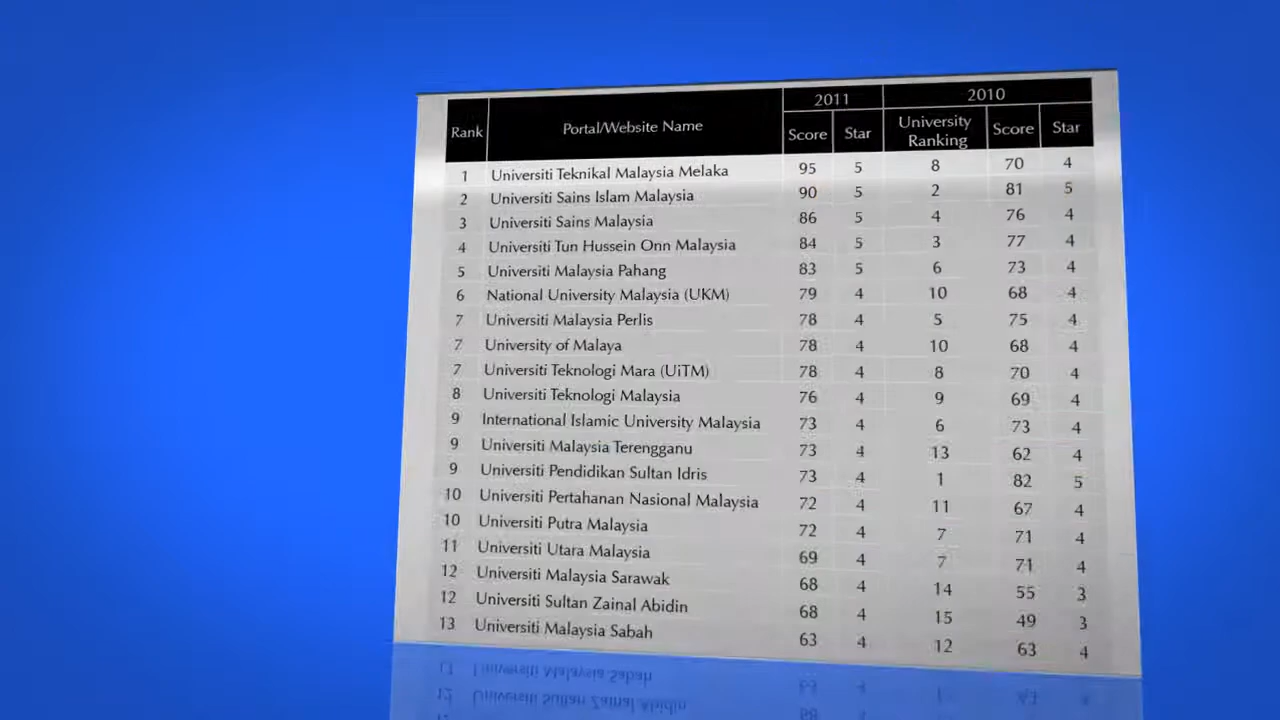 Rank Portal/Website Name 2011 2010
Score Star University Ranking Score Star
1 Universiti Teknikal Malaysia Melaka 95 5 8 70 4
2 Universiti Sains Islam Malaysia 90 5 2 81 5
3 Universiti Sains Malaysia 86 5 4 76 4
4 Universiti Tun Hussein Onn Malaysia 84 5 3 77 4
5 Universiti Malaysia Pahang 83 5 6 73 4
6 National University Malaysia (UKM) 79 4 10 68 4
7 Universiti Malaysia Perlis 78 4 5 75 4
7 University of Malaya 78 4 10 68 4
7 Universiti Teknologi Mara (UiTM) 78 4 8 70 4
8 Universiti Teknologi Malaysia 76 4 9 69 4
9 International Islamic University Malaysia 73 4 6 73 4
9 Universiti Malaysia Terengganu 73 4 13 62 4
9 Universiti Pendidikan Sultan Idris 73 4 1 82 5
10 Universiti Pertahanan Nasional Malaysia 72 4 11 67 4
10 Universiti Putra Malaysia 72 4 7 71 4
11 Universiti Utara Malaysia 69 4 7 71 4
12 Universiti Malaysia Sarawak 68 4 14 55 3
12 Universiti Sultan Zainal Abidin 68 4 15 49 3
13 Universiti Malaysia Sabah 63 4 12 63 4